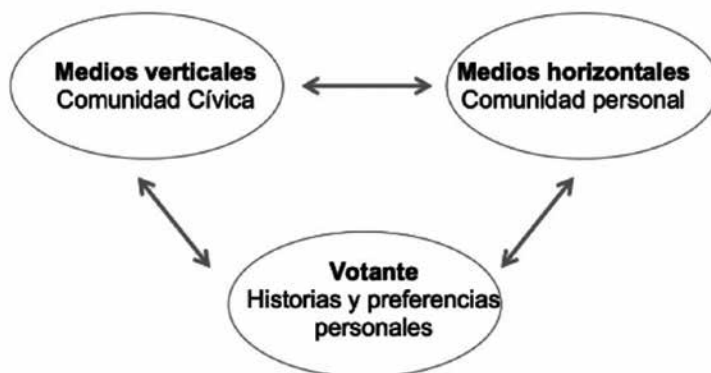 Medios verticales
Comunidad Cívica
Medios horizontales
Comunidad personal
Votante
Historias y preferencias
personales